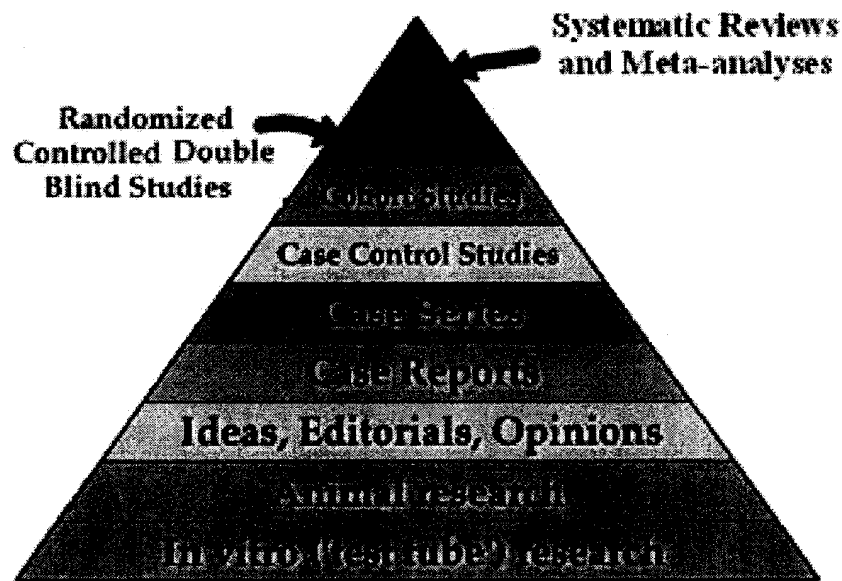 Systematic Reviews
and Meta-analyses
Randomized
Controlled Double
Blind Studies
Cohort Studies
Case Control Studies
Case Series
Case Reports
Ideas, Editorials, Opinions
Animal research
In vitro ('test tube') research